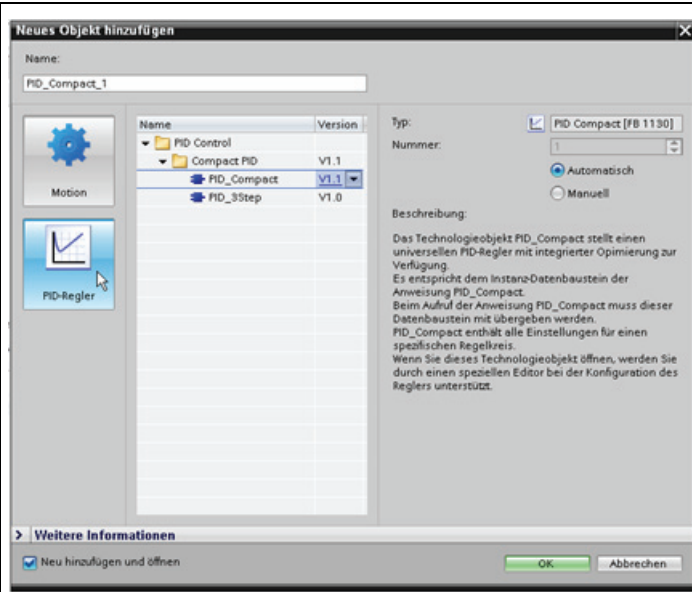 Neues Objekt hinzufügen
Name:
PID_Compact_1
Motion
PID-Regler
Name Version
PID Control
Compact PID V1.1
PID_Compact V1.1
PID_3Step V1.0
Typ: PID Compact [FB 1130]
Nummer: 1
Automatisch
Manuell
Beschreibung:
Das Technologieobjekt PID_Compact stellt einen
universellen PID-Regler mit integrierter Opimierung zur
Verfügung.
Es entspricht dem Instanz-Datenbaustein der
Anweisung PID_Compact.
Beim Aufruf der Anweisung PID_Compact muss dieser
Datenbaustein mit übergeben werden.
PID_Compact enthält alle Einstellungen für einen
spezifischen Regelkreis.
Wenn Sie dieses Technologieobjekt öffnen, werden Sie
durch einen speziellen Editor bei der Konfiguration des
Reglers unterstützt.
Weitere Informationen
Neu hinzufügen und öffnen
OK
Abbrechen